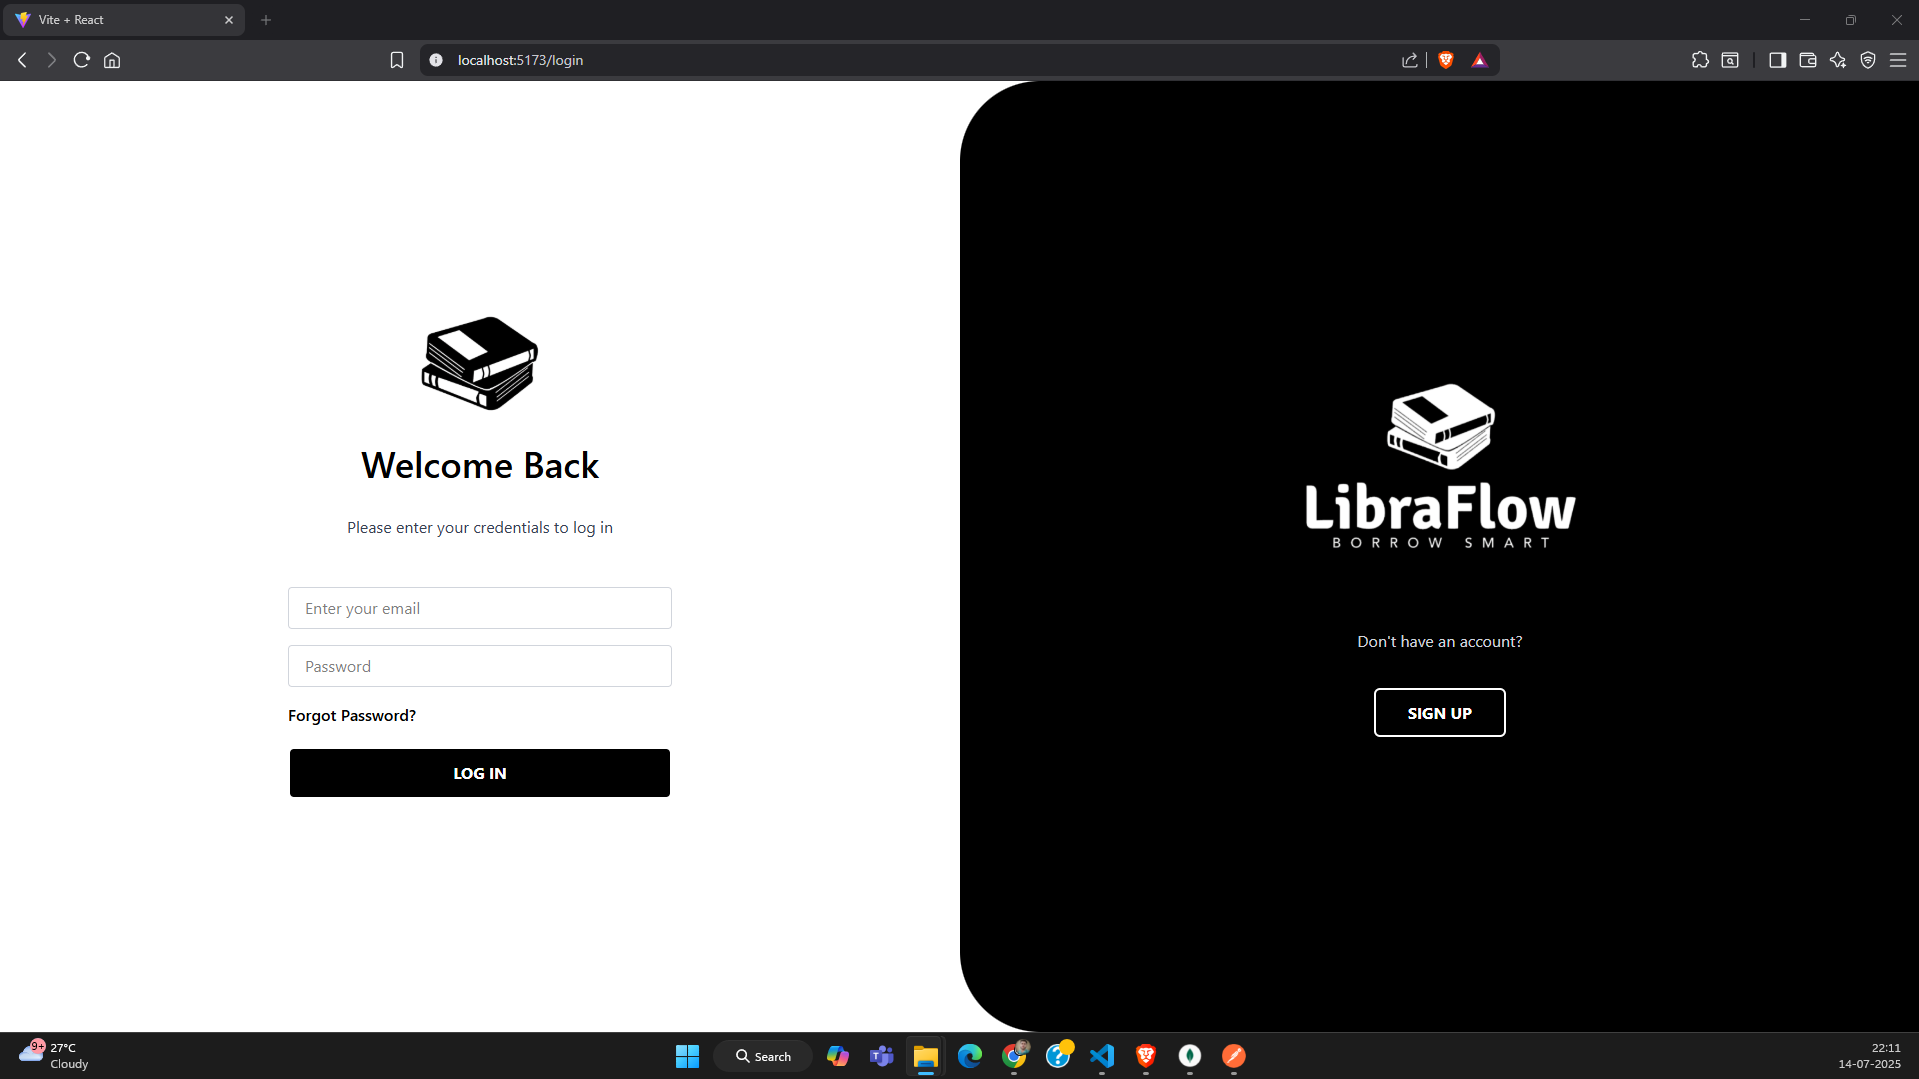 Vite + React
localhost:5173/login
Welcome Back
Please enter your credentials to log in
Enter your email
Password
Forgot Password?
LOG IN
LibraFlow
BORROW SMART
Don't have an account?
SIGN UP
9+
27°C
Cloudy
Search
22:11
14-07-2025